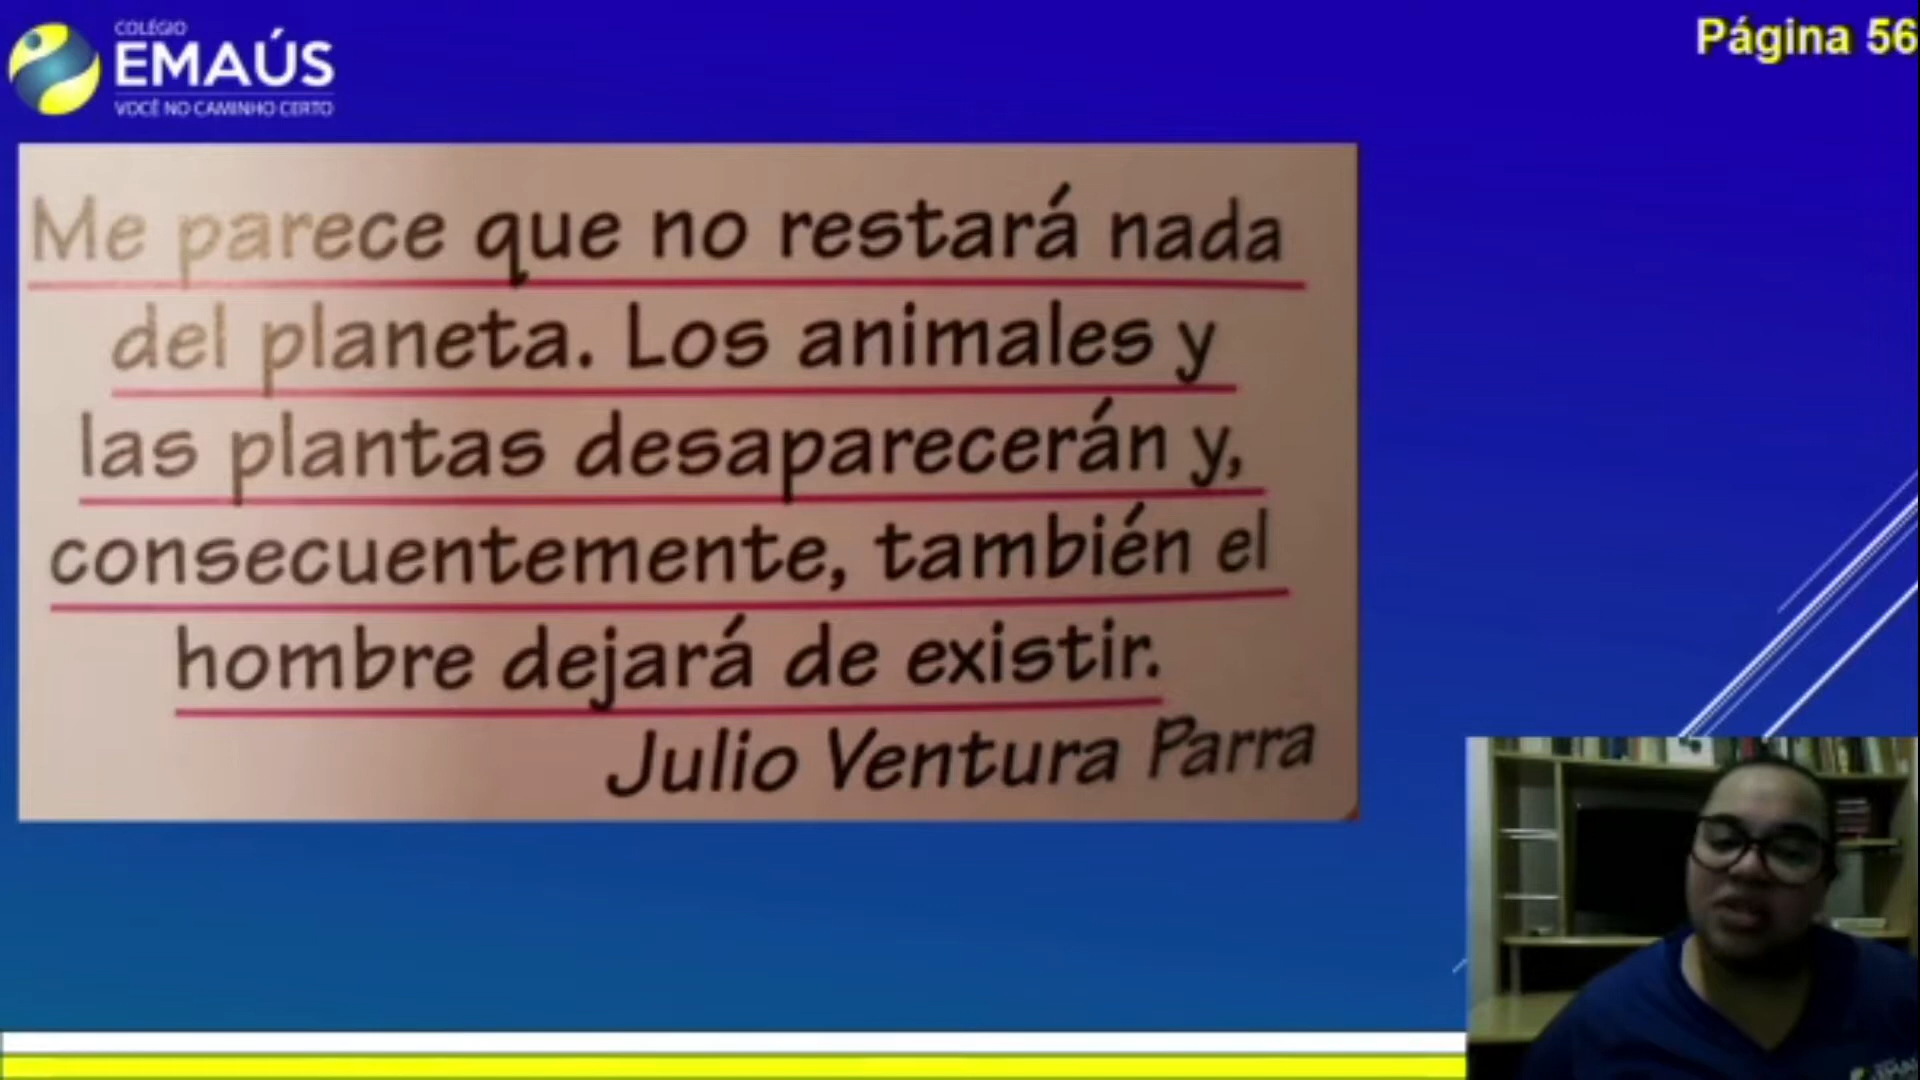 COLÉGIO
EMAÚS
VOCÊ NO CAMINHO CERTO
Página 56
Me parece que no restará nada
del planeta. Los animales y
las plantas desaparecerán y,
consecuentemente, también el
hombre dejará de existir.
Julio Ventura Parra